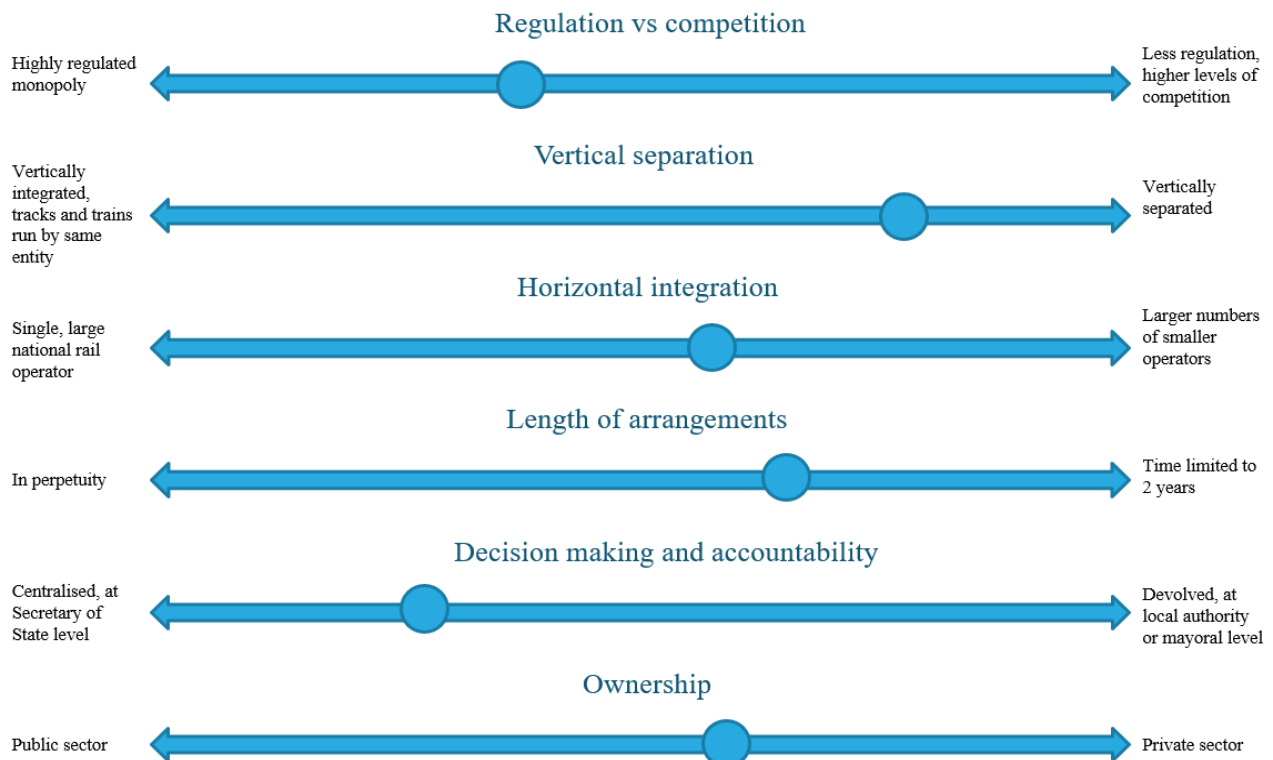 Regulation vs competition
Highly regulated
monopoly
Less regulation,
higher levels of
competition
Vertical separation
Vertically
integrated,
tracks and trains
run by same
entity
Vertically
separated
Horizontal integration
Single, large
national rail
operator
Larger numbers
of smaller
operators
Length of arrangements
In perpetuity
Time limited to
2 years
Decision making and accountability
Centralised, at
Secretary of
State level
Devolved, at
local authority
or mayoral level
Ownership
Public sector
Private sector